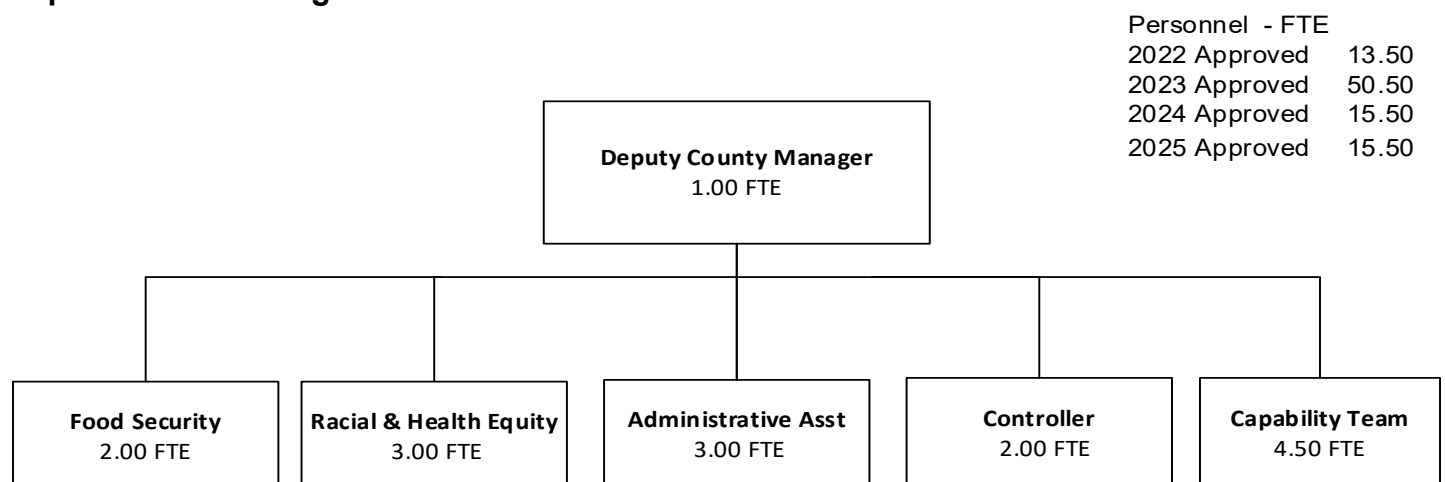 Personnel - FTE
2022 Approved 13.50
2023 Approved 50.50
2024 Approved 15.50
2025 Approved 15.50
Deputy County Manager
1.00 FTE
Food Security
2.00 FTE
Racial & Health Equity
3.00 FTE
Administrative Asst
3.00 FTE
Controller
2.00 FTE
Capability Team
4.50 FTE